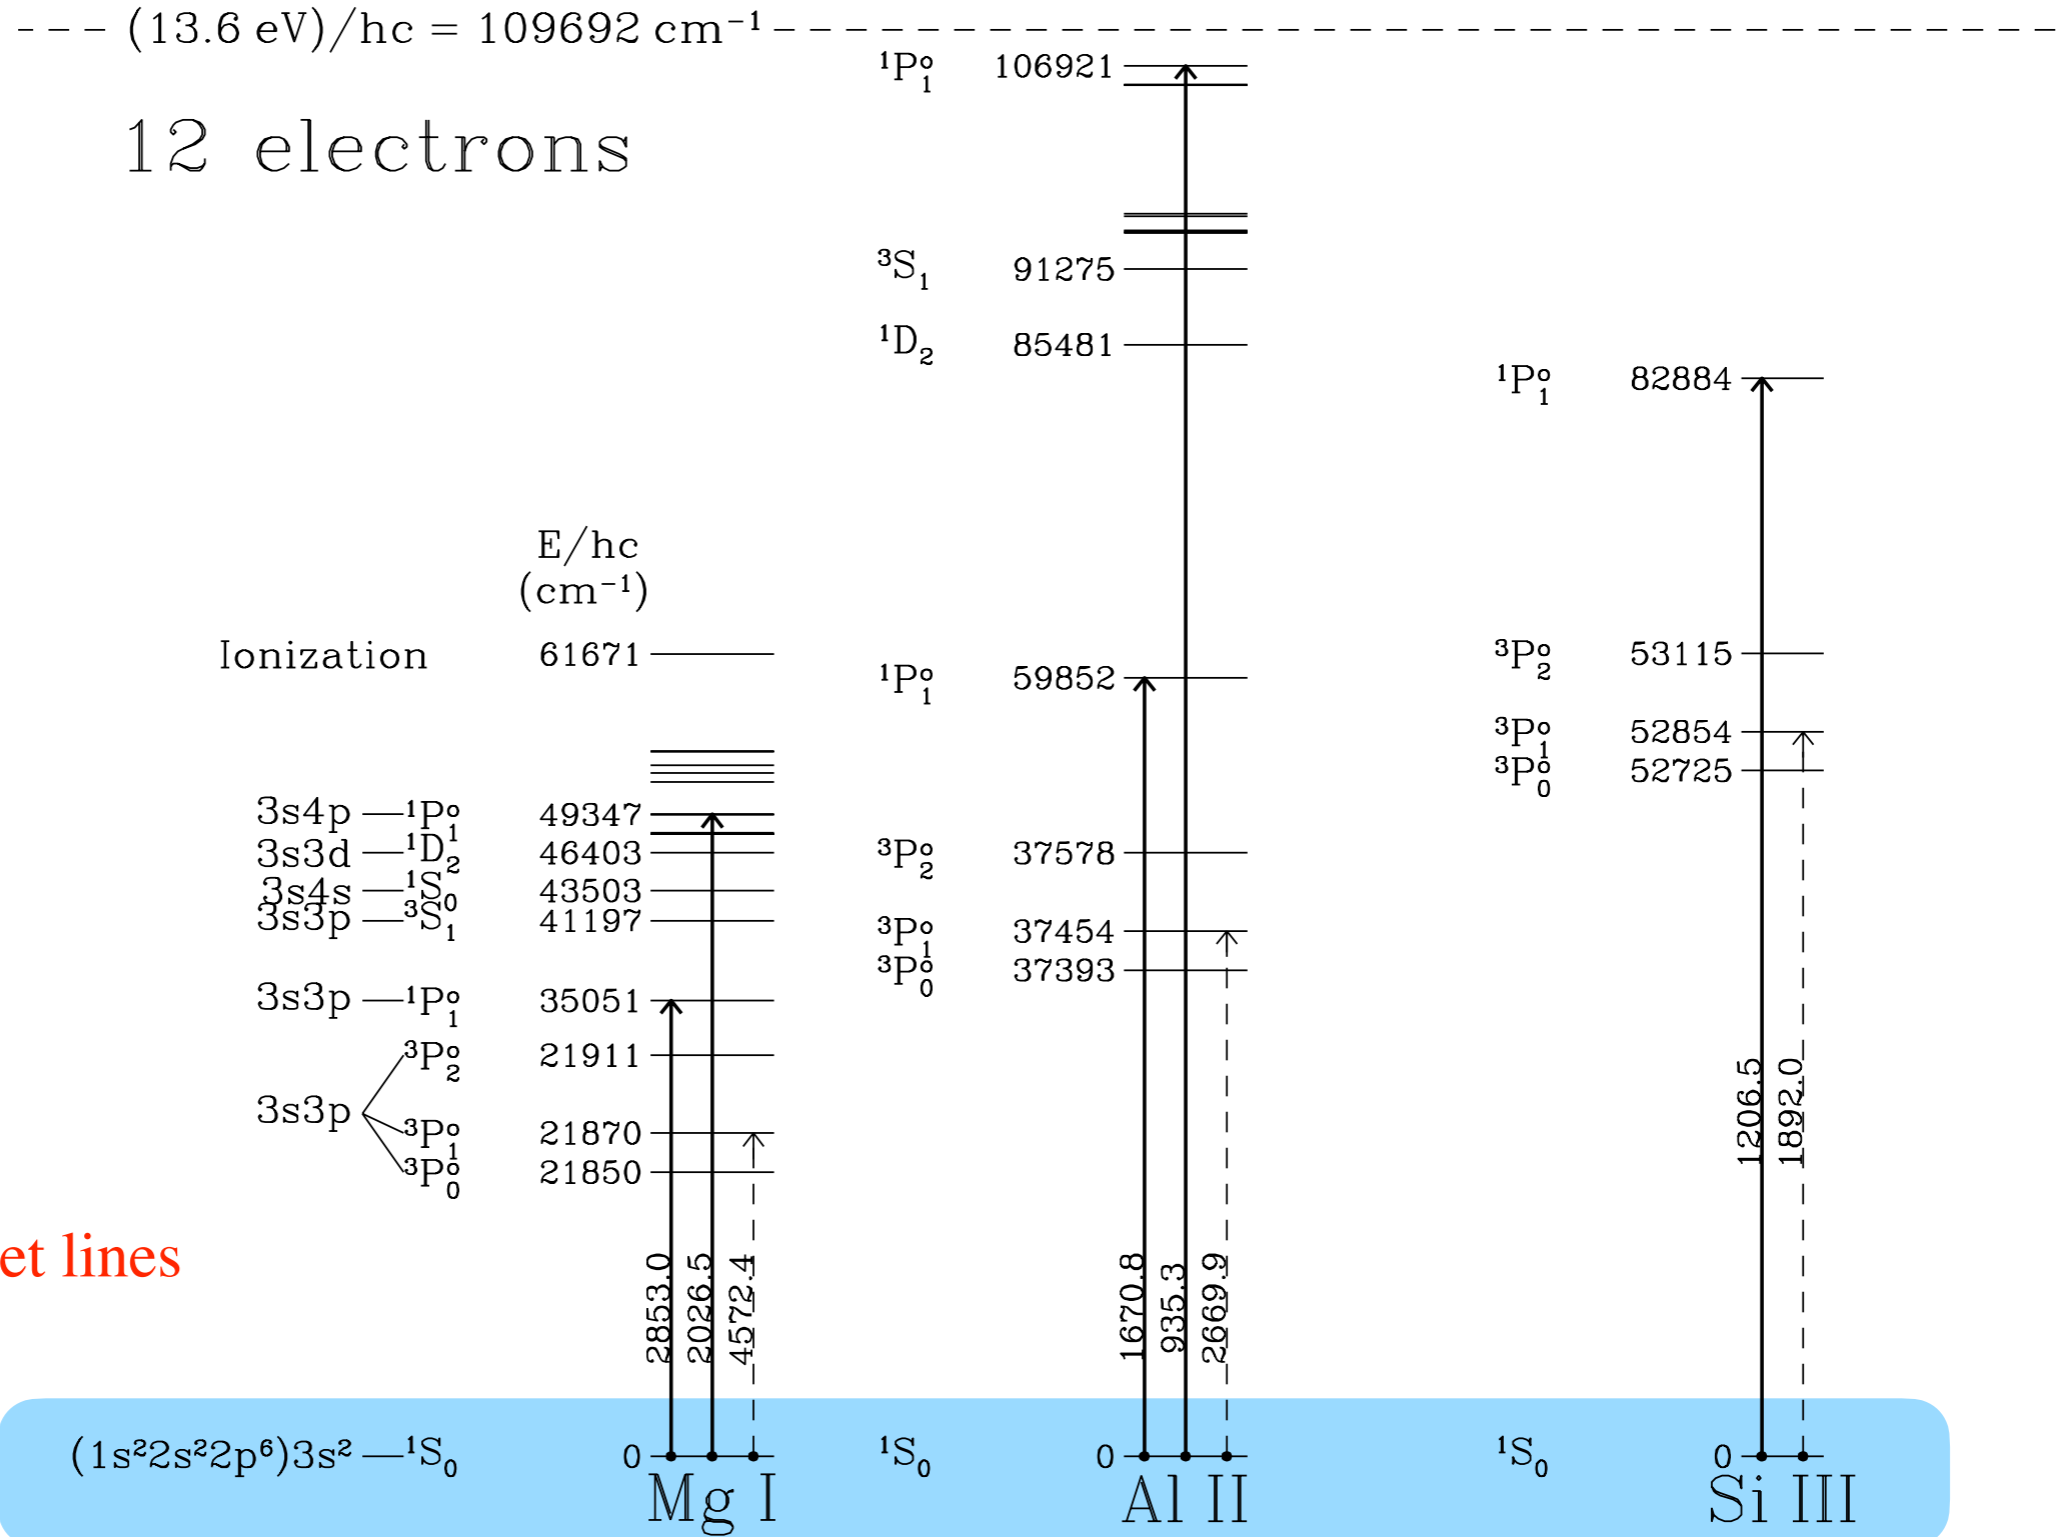 (13.6 eV)/hc = 109692 cm⁻¹
12 electrons
¹P°₁ 106921
³S₁ 91275
¹D₂ 85481
¹P°₁ 82884
E/hc
(cm⁻¹)
Ionization 61671
¹P°₁ 59852
³P°₂ 53115
³P°₁ 52854
³P°₀ 52725
3s4p ¹P°₁ 49347
3s3d ¹D₂ 46403
3s4s ¹S₀ 43503
3s3p ³S₁ 41197
³P°₂ 37578
³P°₁ 37454
³P°₀ 37393
3s3p ¹P°₁ 35051
³P°₂ 21911
3s3p
³P°₁ 21870
³P°₀ 21850
1206.5
1892.0
et lines
2853.0
2026.5
4572.4
1670.8
935.3
2669.9
(1s²2s²2p⁶)3s² ¹S₀ 0
¹S₀ 0
¹S₀ 0
Mg I
Al II
Si III